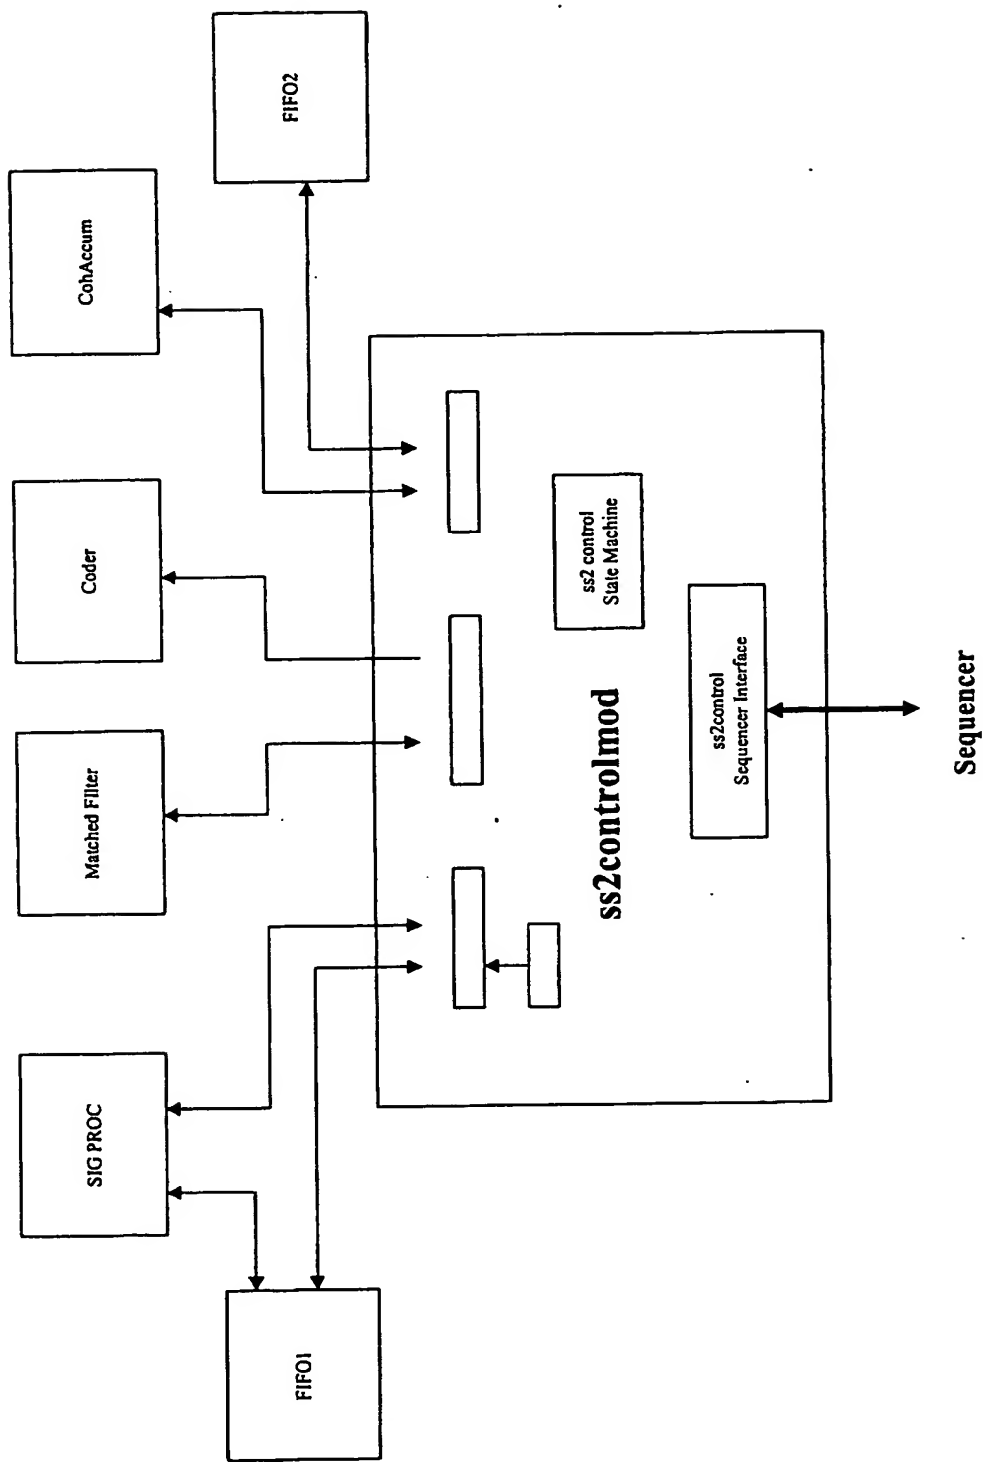 FIFO1
SIG PROC
Matched Filter
Coder
CohAccum
FIFO2
ss2controlmod
ss2 control
State Machine
ss2control
Sequencer Interface
Sequencer